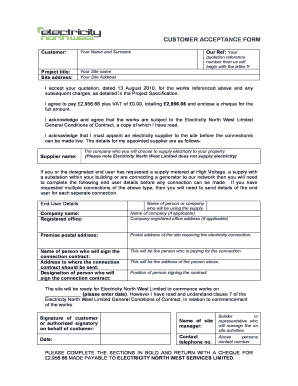 electricity
north west
CUSTOMER ACCEPTANCE FORM
Customer: Your Name and Surname Our Ref: Your
quotation reference
number from us will
begin with the letter
Project title: Your Site name
Site address: Your Site Address
I accept your quotation, dated 13 August 2010, for the works referenced above and any
subsequent charges, as detailed in the Project Specification.
I agree to pay £2,956.66 plus VAT of £0.00, totalling £2,956.66 and enclose a cheque for the
full amount.
I acknowledge and agree that the works are subject to the Electricity North West Limited
General Conditions of Contract, a copy of which I have read.
I acknowledge that I must appoint an electricity supplier to the site before the connection/s
can be made live. The details for my appointed supplier are as follows:
The company who you will choose to supply electricity to your property.
Supplier name: (Please note Electricity North West Limited does not supply electricity)
If you or the designated end user has requested a supply metered at High Voltage, a supply with
a substation within your building or are connecting a generator to our network then you will need to
complete the following end user details before any connection can be made. If you have
requested multiple connections of the above type, then you will need to send details of the end
user for each separate connection.
End-User Details Name of person or company
who will be using the supply
Company name: Name of company (if applicable)
Registered office: Company registered office address (if applicable)
Premise postal address: Postal address of the site requiring the electricity connection.
Name of person who will sign
the connection contract: This will be the person who is paying for the connection
Address to where the connection
contract should be sent: This will be the address of the person above
Designation of person who will
sign the connection contract: Position of person signing the contract
The site will be ready for Electricity North West Limited to commence works on
(please enter date). However I have read and understand clause 7 of the
Electricity North West Limited General Conditions of Contract, in relation to commencement
of the works.
Signature of customer
or authorised signatory
on behalf of customer:
Name of site
manager: Builder or
representative who
will manage the on
site activities
Date:
Contact
telephone no. Above persons
contact number
PLEASE COMPLETE THE SECTIONS IN BOLD AND RETURN WITH A CHEQUE FOR
£2,956.66 MADE PAYABLE TO ELECTRICITY NORTH WEST SERVICES LIMITED.